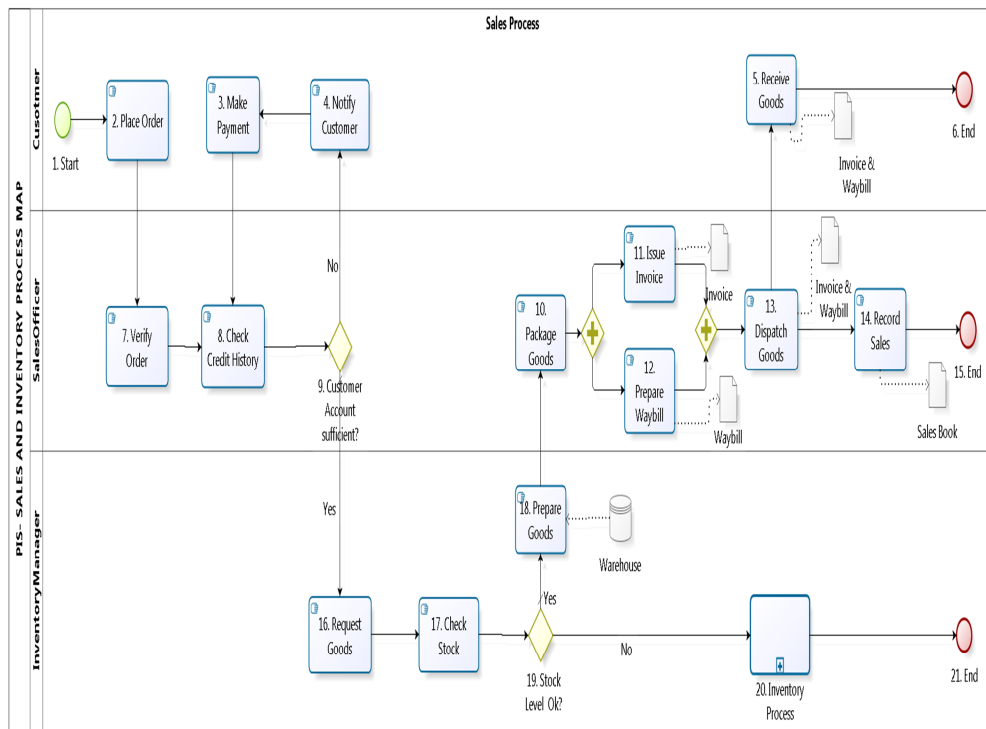 Sales Process
PIS- SALES AND INVENTORY PROCESS MAP
Cusotmer
1. Start
2. Place Order
3. Make
Payment
4. Notify
Customer
5. Receive
Goods
Invoice &
Waybill
6. End
SalesOfficer
7. Verify
Order
8. Check
Credit History
No
9. Customer
Account
sufficient?
10.
Package
Goods
11. Issue
Invoice
Invoice
12.
Prepare
Waybill
Waybill
13.
Dispatch
Goods
Invoice &
Waybill
14. Record
Sales
Sales Book
15. End
InventoryManager
Yes
16. Request
Goods
17. Check
Stock
18. Prepare
Goods
Warehouse
Yes
19. Stock
Level Ok?
No
20. Inventory
Process
21. End